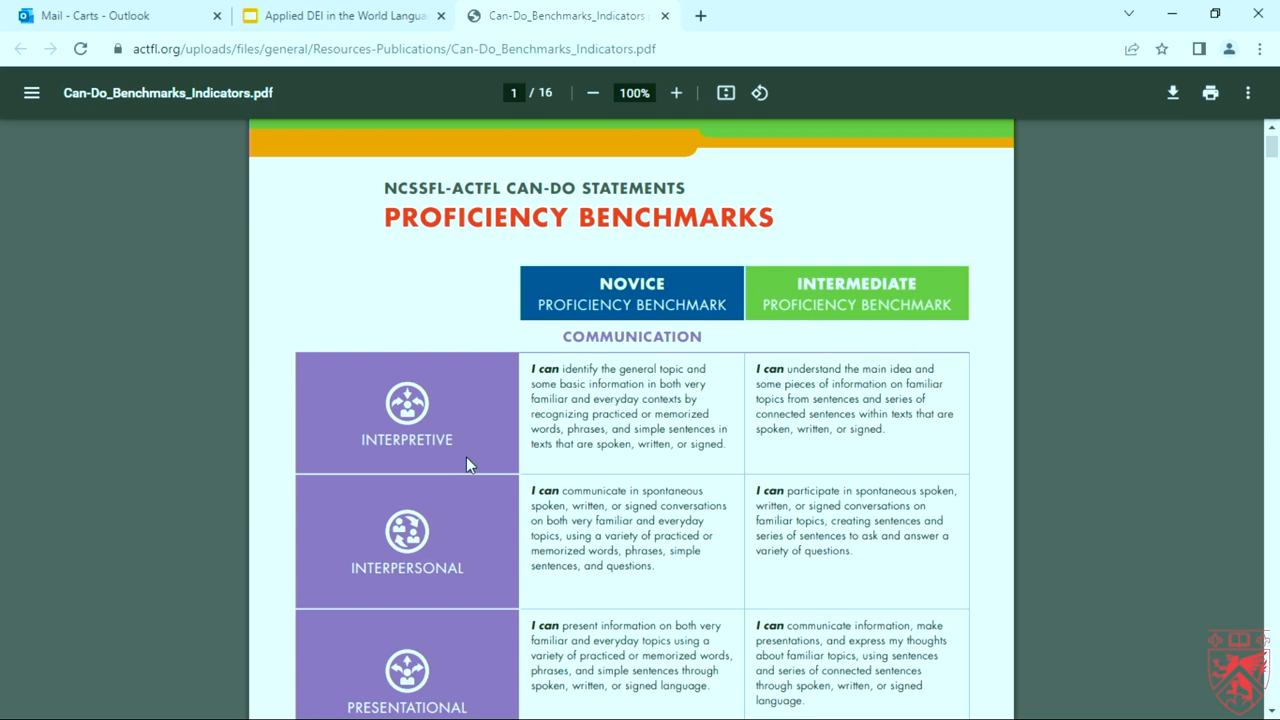 Mail - Carts - Outlook
Applied DEI in the World Langua
Can-Do_Benchmarks_Indicators.p
actfl.org/uploads/files/general/Resources-Publications/Can-Do_Benchmarks_Indicators.pdf
Can-Do_Benchmarks_Indicators.pdf
1 / 16
100%
NCSSFL-ACTFL CAN-DO STATEMENTS
PROFICIENCY BENCHMARKS
NOVICE
PROFICIENCY BENCHMARK
INTERMEDIATE
PROFICIENCY BENCHMARK
COMMUNICATION
INTERPRETIVE
I can identify the general topic and
some basic information in both very
familiar and everyday contexts by
recognizing practiced or memorized
words, phrases, and simple sentences in
texts that are spoken, written, or signed.
I can understand the main idea and
some pieces of information on familiar
topics from sentences and series of
connected sentences within texts that are
spoken, written, or signed.
INTERPERSONAL
I can communicate in spontaneous
spoken, written, or signed conversations
on both very familiar and everyday
topics, using a variety of practiced or
memorized words, phrases, simple
sentences, and questions.
I can participate in spontaneous spoken,
written, or signed conversations on
familiar topics, creating sentences and
series of sentences to ask and answer a
variety of questions.
PRESENTATIONAL
I can present information on both very
familiar and everyday topics using a
variety of practiced or memorized words,
phrases, and simple sentences through
spoken, written, or signed language.
I can communicate information, make
presentations, and express my thoughts
about familiar topics, using sentences
and series of connected sentences
through spoken, written, or signed
language.